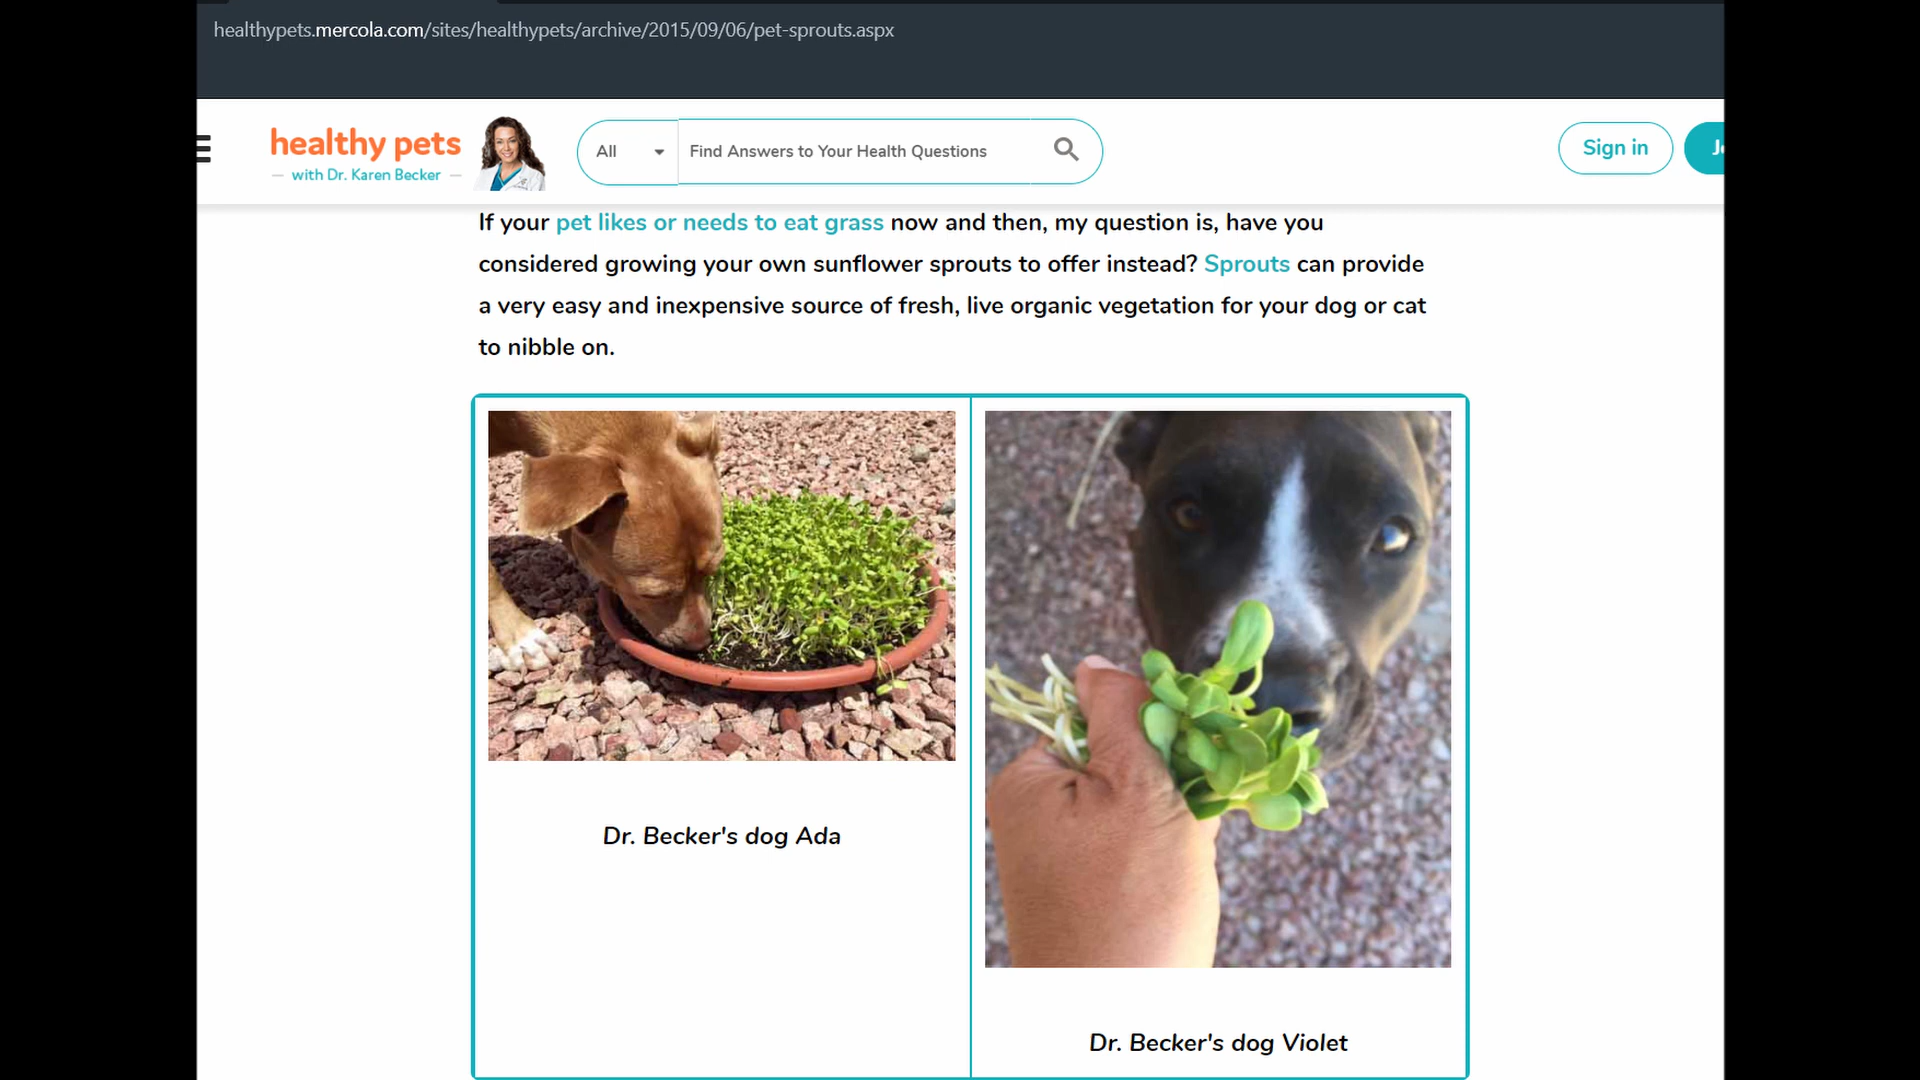 healthypets.mercola.com/sites/healthypets/archive/2015/09/06/pet-sprouts.aspx
healthy pets
with Dr. Karen Becker
All
Find Answers to Your Health Questions
Sign in
If your pet likes or needs to eat grass now and then, my question is, have you
considered growing your own sunflower sprouts to offer instead? Sprouts can provide
a very easy and inexpensive source of fresh, live organic vegetation for your dog or cat
to nibble on.
Dr. Becker's dog Ada
Dr. Becker's dog Violet